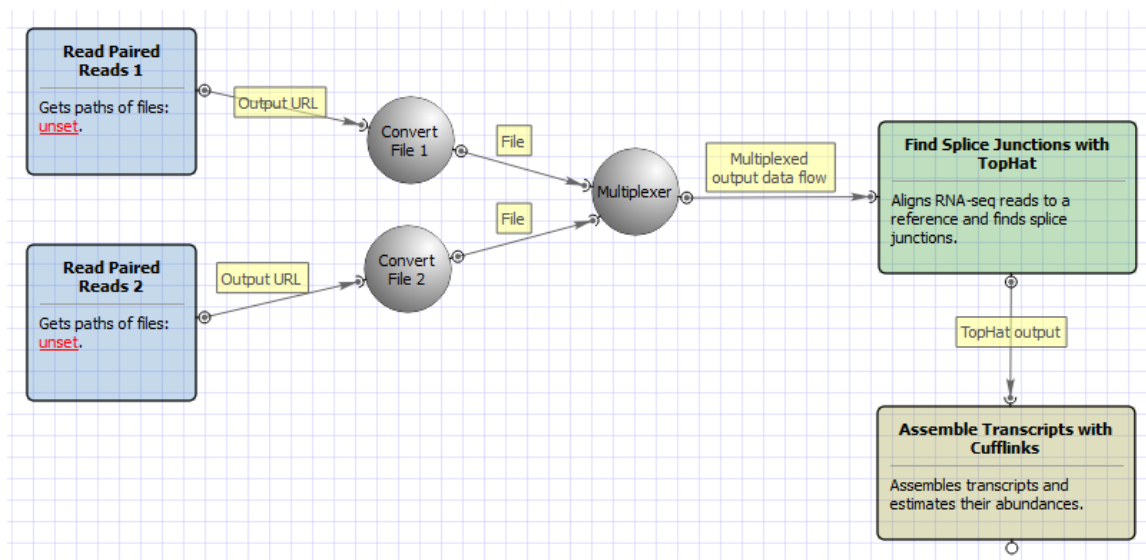 Read Paired
Reads 1
Gets paths of files:
unset.
Output URL
Convert
File 1
File
Multiplexer
Multiplexed
output data flow
Find Splice Junctions with
TopHat
Aligns RNA-seq reads to a
reference and finds splice
junctions.
Read Paired
Reads 2
Gets paths of files:
unset.
Output URL
Convert
File 2
File
TopHat output
Assemble Transcripts with
Cufflinks
Assembles transcripts and
estimates their abundances.